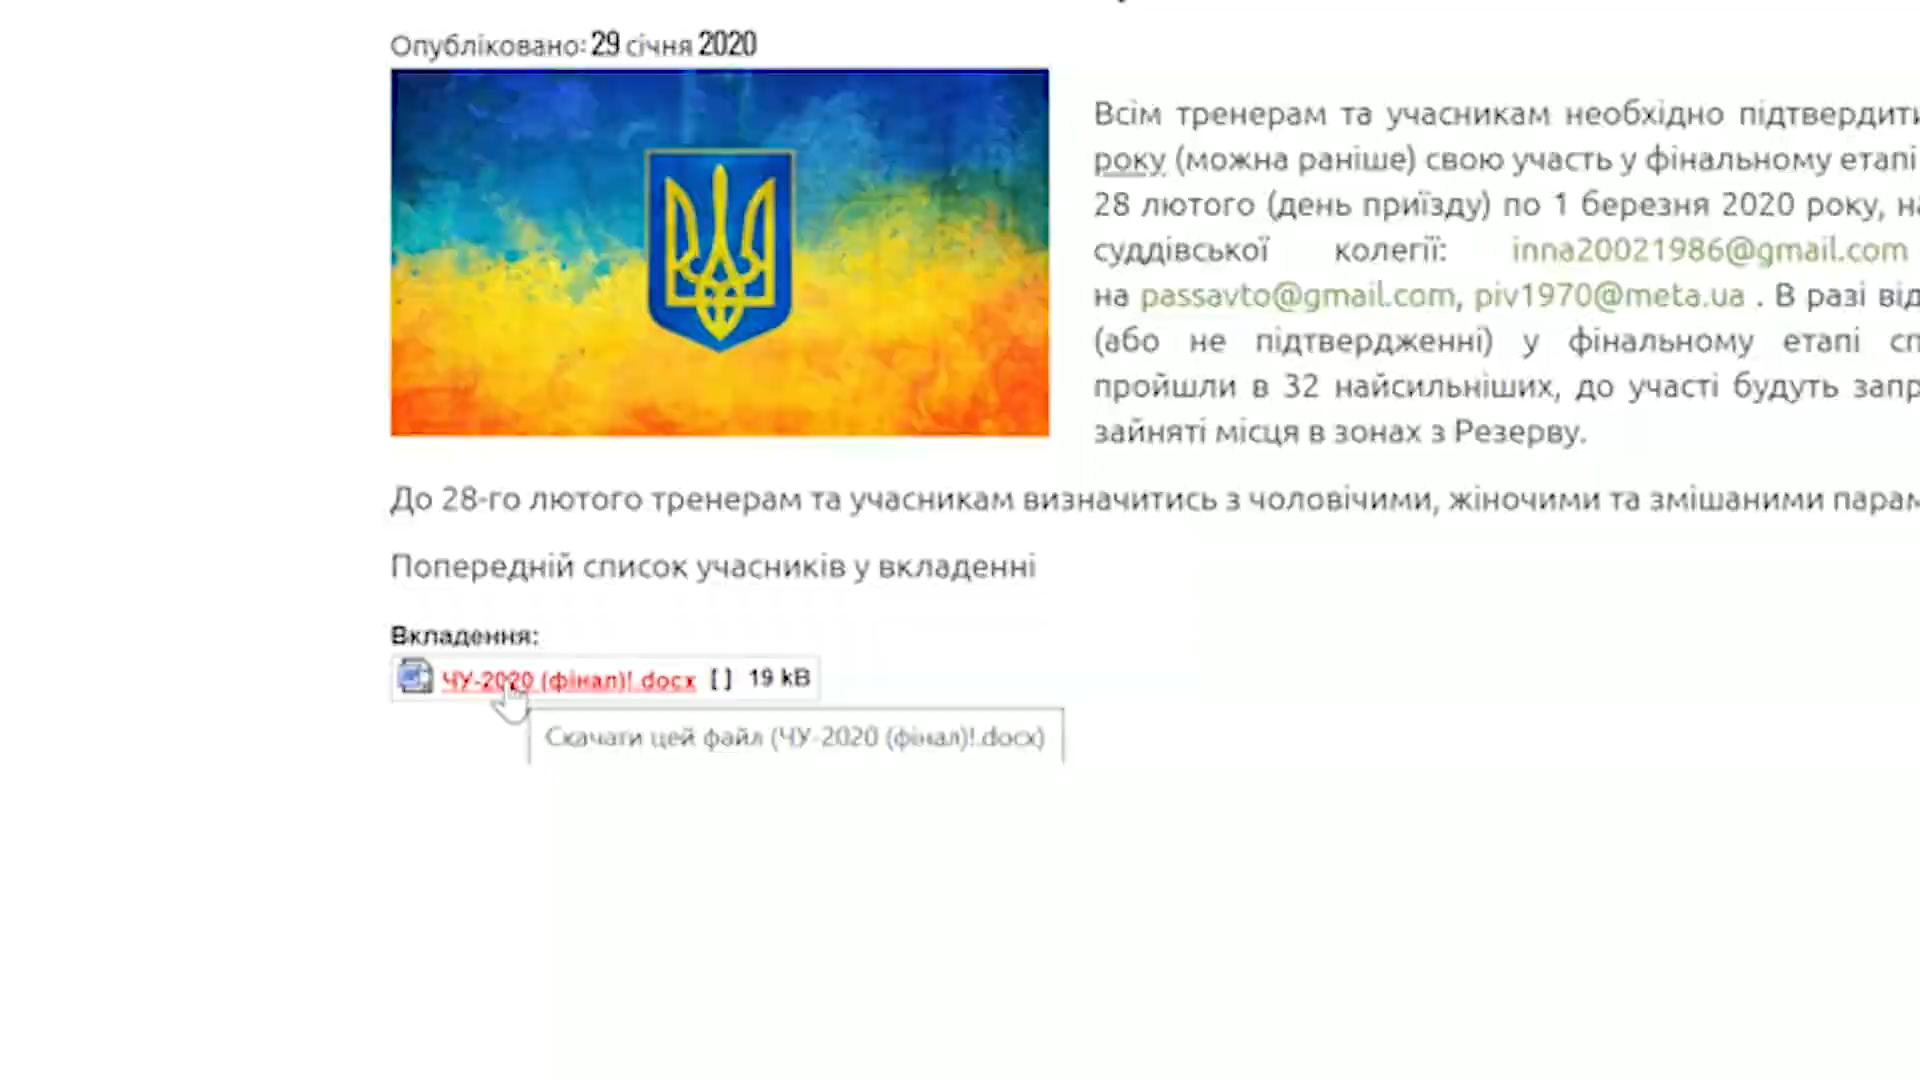 Опубліковано: 29 січня 2020
Всім тренерам та учасникам необхідно підтвердити
року (можна раніше) свою участь у фінальному етапі
28 лютого (день приїзду) по 1 березня 2020 року,
суддівської колегії: inna20021986@gmail.com
на passavto@gmail.com, piv1970@meta.ua . В разі
(або не підтвердженні) у фінальному етапі
пройшли в 32 найсильніших, до участі будуть
зайняті місця в зонах з Резерву.
До 28-го лютого тренерам та учасникам визначитись з чоловічими, жіночими та змішаними
Попередній список учасників у вкладенні
Вкладення:
ЧУ-2020 (фінал)!.docx [ ] 19 kB
Скачати цей файл (ЧУ-2020 (фінал)!.docx)